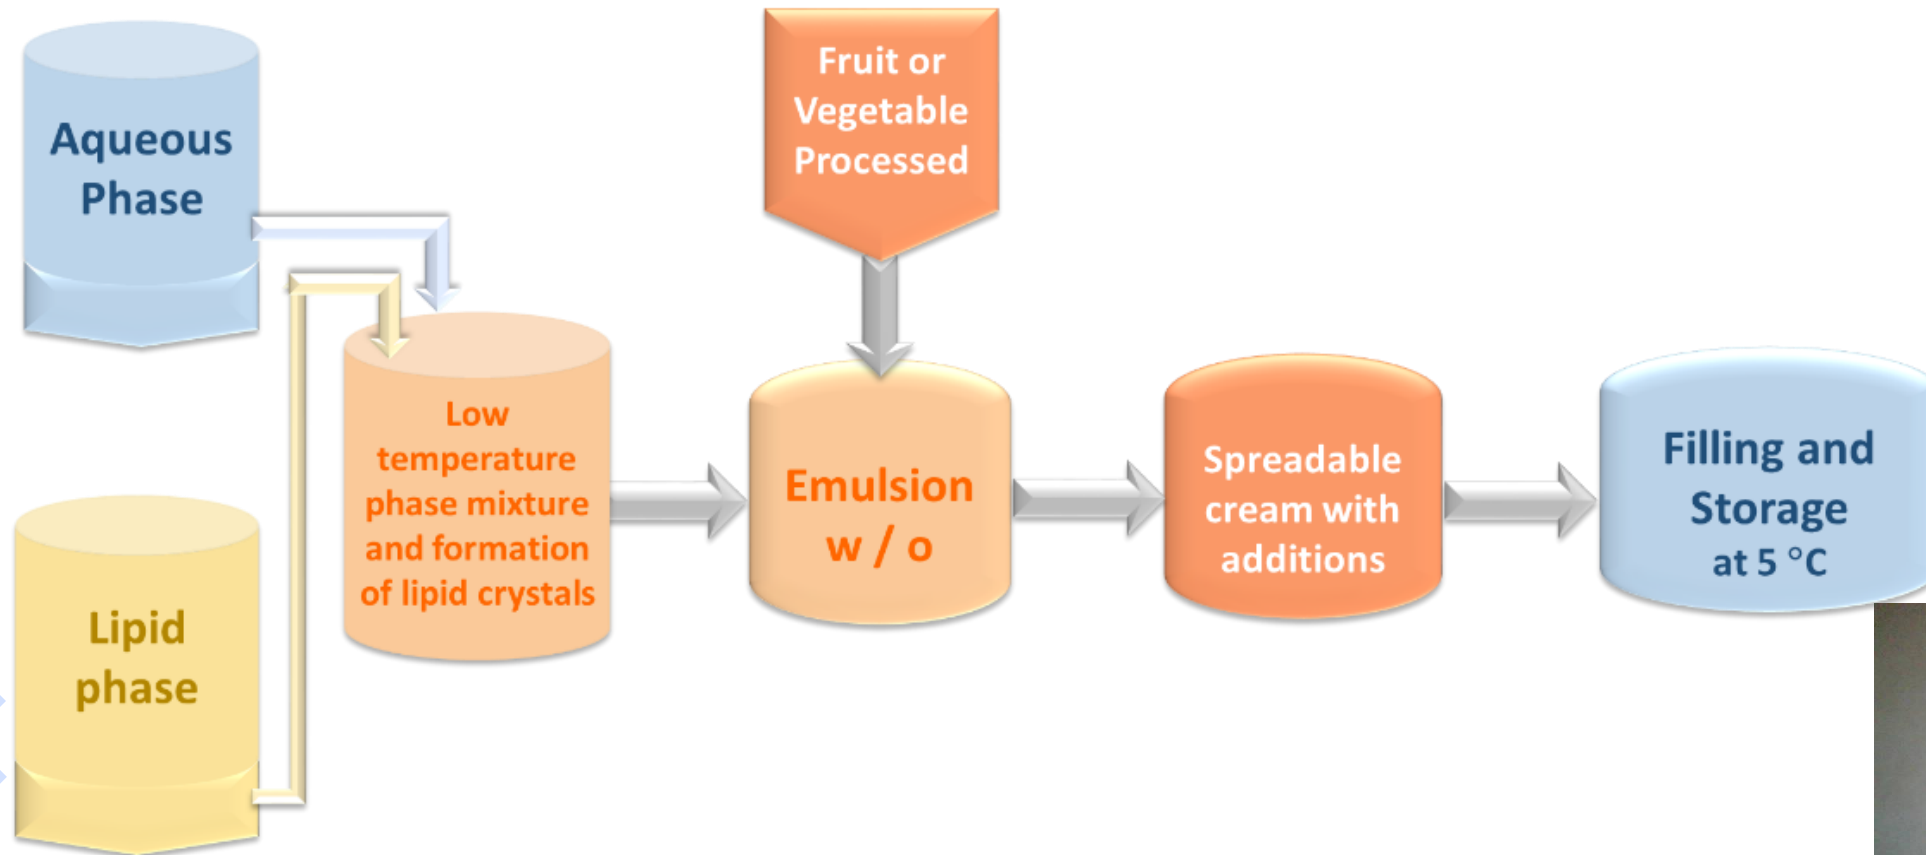 Aqueous
Phase
Lipid
phase
Low
temperature
phase mixture
and formation
of lipid crystals
Fruit or
Vegetable
Processed
Emulsion
w / o
Spreadable
cream with
additions
Filling and
Storage
at 5 °C